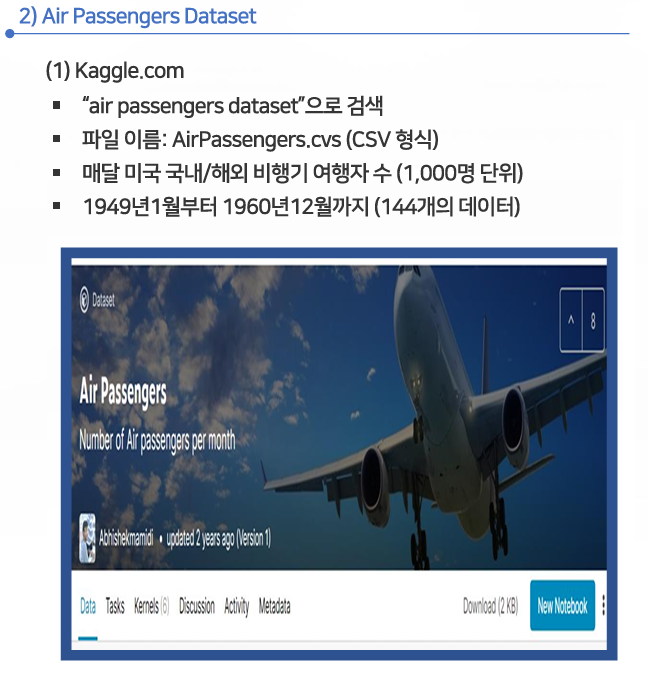 2) Air Passengers Dataset
(1) Kaggle.com
▪ “air passengers dataset”으로 검색
▪ 파일 이름: AirPassengers.cvs (CSV 형식)
▪ 매달 미국 국내/해외 비행기 여행자 수 (1,000명 단위)
▪ 1949년1월부터 1960년12월까지 (144개의 데이터)
Dataset
^ 8
Air Passengers
Number of Air passengers per month
Abhishekmamidi • updated 2 years ago (Version 1)
Data Tasks Kernels (6) Discussion Activity Metadata Download (2 KB) New Notebook